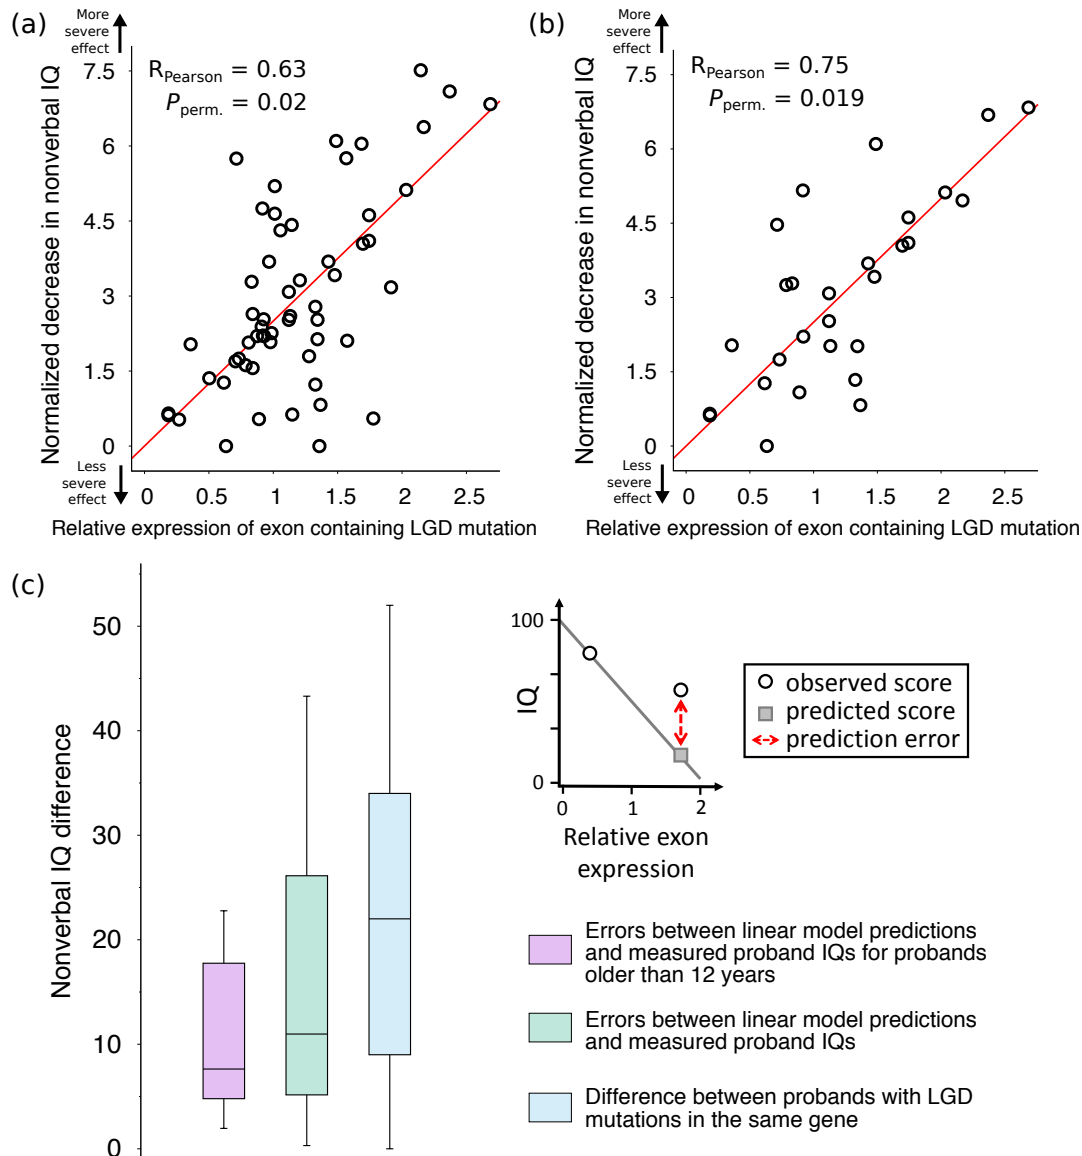 (a)
More
severe
effect
R_Pearson = 0.63
P_perm. = 0.02
Normalized decrease in nonverbal IQ
7.5
6
4.5
3
1.5
0
Less
severe
effect
0 0.5 1 1.5 2 2.5
Relative expression of exon containing LGD mutation
(b)
More
severe
effect
R_Pearson = 0.75
P_perm. = 0.019
Normalized decrease in nonverbal IQ
7.5
6
4.5
3
1.5
0
Less
severe
effect
0 0.5 1 1.5 2 2.5
Relative expression of exon containing LGD mutation
(c)
Nonverbal IQ difference
50
40
30
20
10
0
100
IQ
0
0 1 2
Relative exon
expression
observed score
predicted score
prediction error
Errors between linear model predictions
and measured proband IQs for probands
older than 12 years
Errors between linear model predictions
and measured proband IQs
Difference between probands with LGD
mutations in the same gene